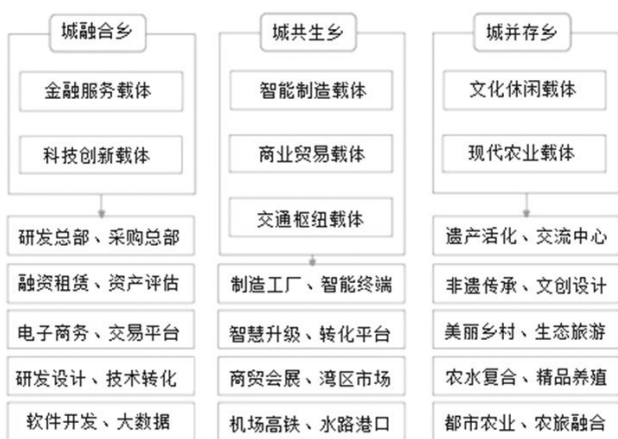 城融合乡
金融服务载体
科技创新载体
研发总部、采购总部
融资租赁、资产评估
电子商务、交易平台
研发设计、技术转化
软件开发、大数据
城共生乡
智能制造载体
商业贸易载体
交通枢纽载体
制造工厂、智能终端
智慧升级、转化平台
商贸会展、湾区市场
机场高铁、水路港口
城并存乡
文化休闲载体
现代农业载体
遗产活化、交流中心
非遗传承、文创设计
美丽乡村、生态旅游
农水复合、精品养殖
都市农业、农旅融合